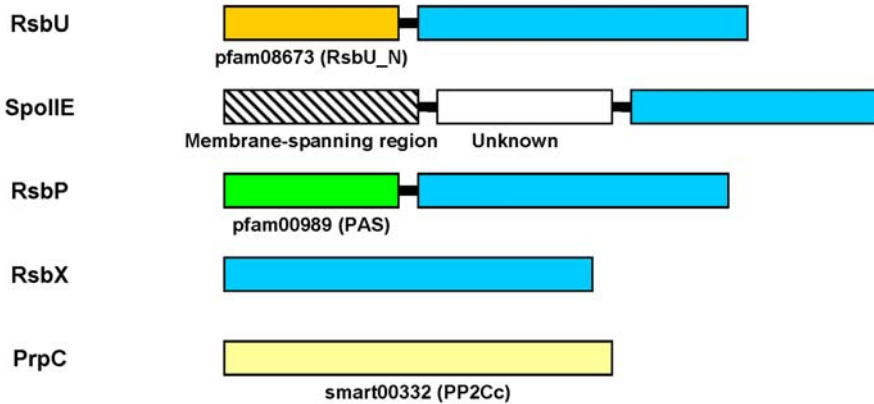 RsbU
pfam08673 (RsbU_N)
SpoIIE
Membrane-spanning region Unknown
RsbP
pfam00989 (PAS)
RsbX
PrpC
smart00332 (PP2Cc)